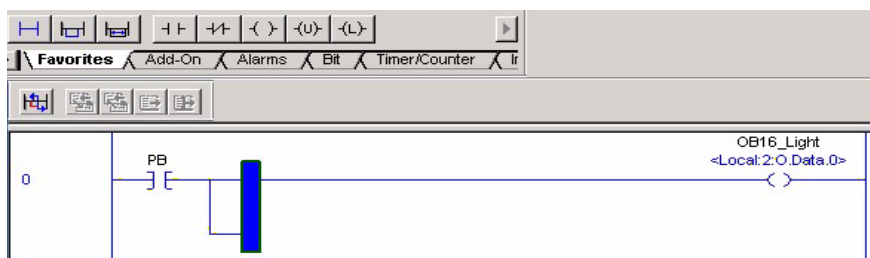 -(U)- -(L)-
Favorites Add-On Alarms Bit Timer/Counter
OB16_Light
PB <Local:2:O.Data.0>
0